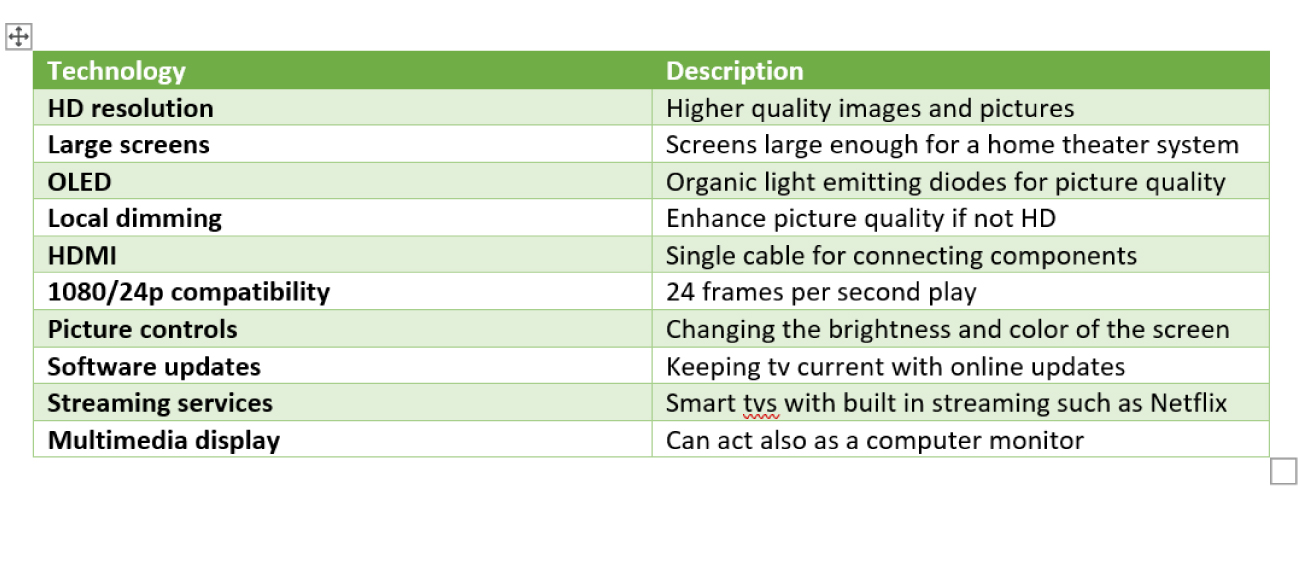 Technology Description
HD resolution Higher quality images and pictures
Large screens Screens large enough for a home theater system
OLED Organic light emitting diodes for picture quality
Local dimming Enhance picture quality if not HD
HDMI Single cable for connecting components
1080/24p compatibility 24 frames per second play
Picture controls Changing the brightness and color of the screen
Software updates Keeping tv current with online updates
Streaming services Smart tvs with built in streaming such as Netflix
Multimedia display Can act also as a computer monitor